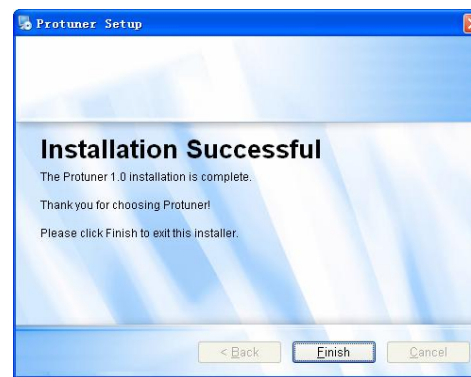 Protuner Setup
Installation Successful
The Protuner 1.0 installation is complete.
Thank you for choosing Protuner!
Please click Finish to exit this installer.
< Back Finish Cancel